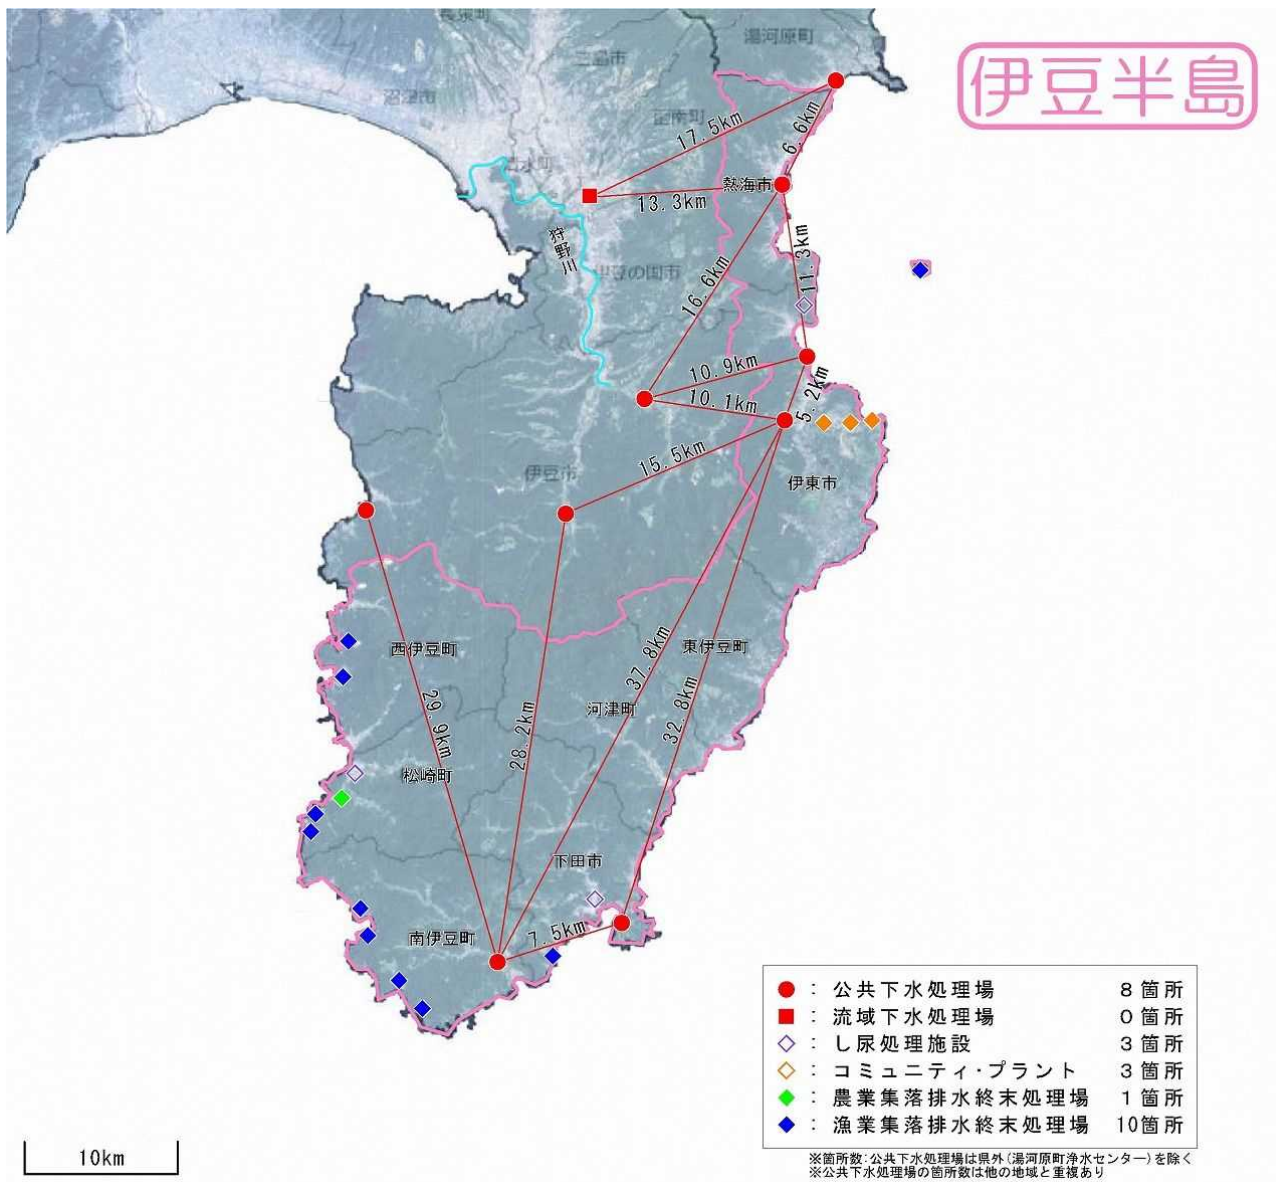 伊豆半島
長泉町
湯河原町
三島市
沼津市
函南町
17.5km
6.6km
清水町
熱海市
13.3km
狩野川
伊豆の国市
11.3km
16.6km
10.9km
10.1km
5.2km
15.5km
伊豆市
伊東市
西伊豆町
東伊豆町
37.8km
河津町
32.8km
29.9km
28.2km
松崎町
下田市
南伊豆町
7.5km
●：公共下水処理場 8箇所
■：流域下水処理場 0箇所
◇：し尿処理施設 3箇所
◇：コミュニティ・プラント 3箇所
◆：農業集落排水終末処理場 1箇所
◆：漁業集落排水終末処理場 10箇所
※箇所数:公共下水処理場は県外(湯河原町浄水センター)を除く
※公共下水処理場の箇所数は他の地域と重複あり
10km